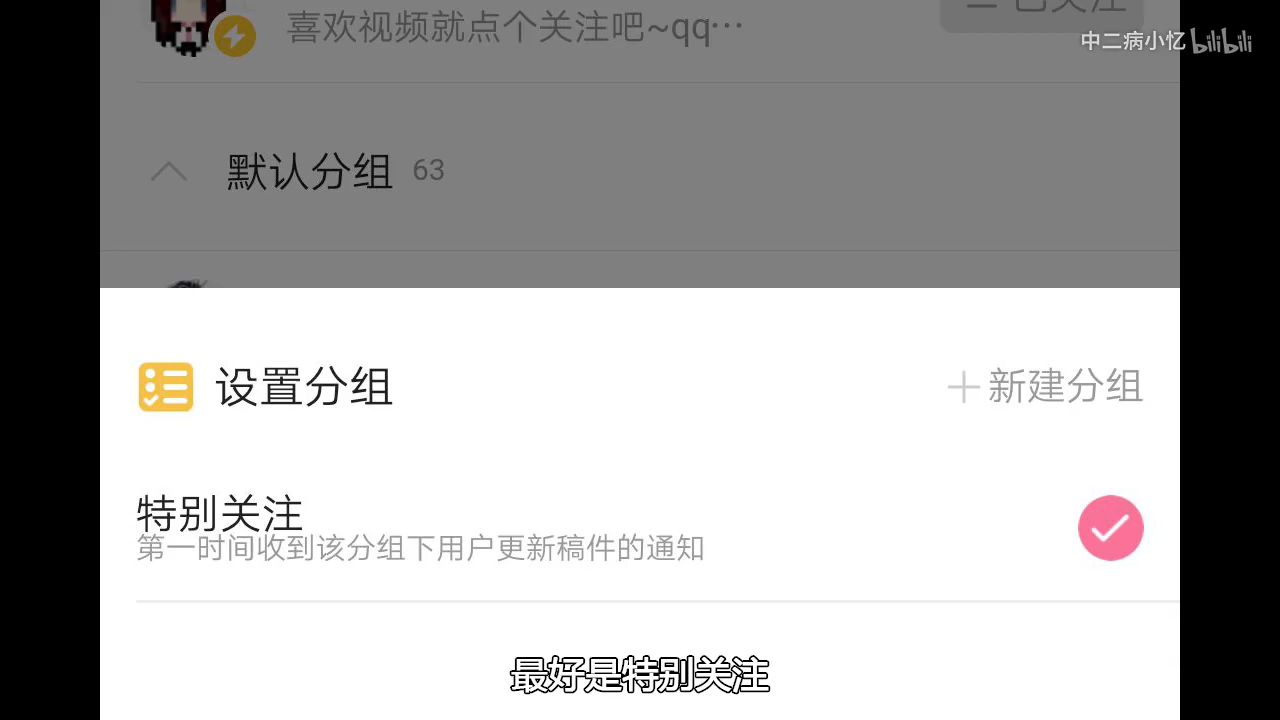 喜欢视频就点个关注吧~qq…
已关注
中二病小忆 bilibili
默认分组 63
设置分组
新建分组
特别关注
第一时间收到该分组下用户更新稿件的通知
最好是特别关注